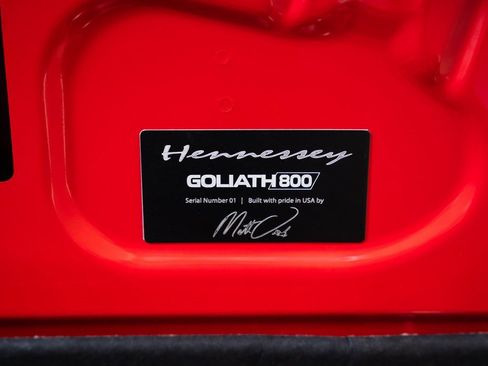 Hennessey
GOLIATH 800
Serial Number 01 | Built with pride in USA by